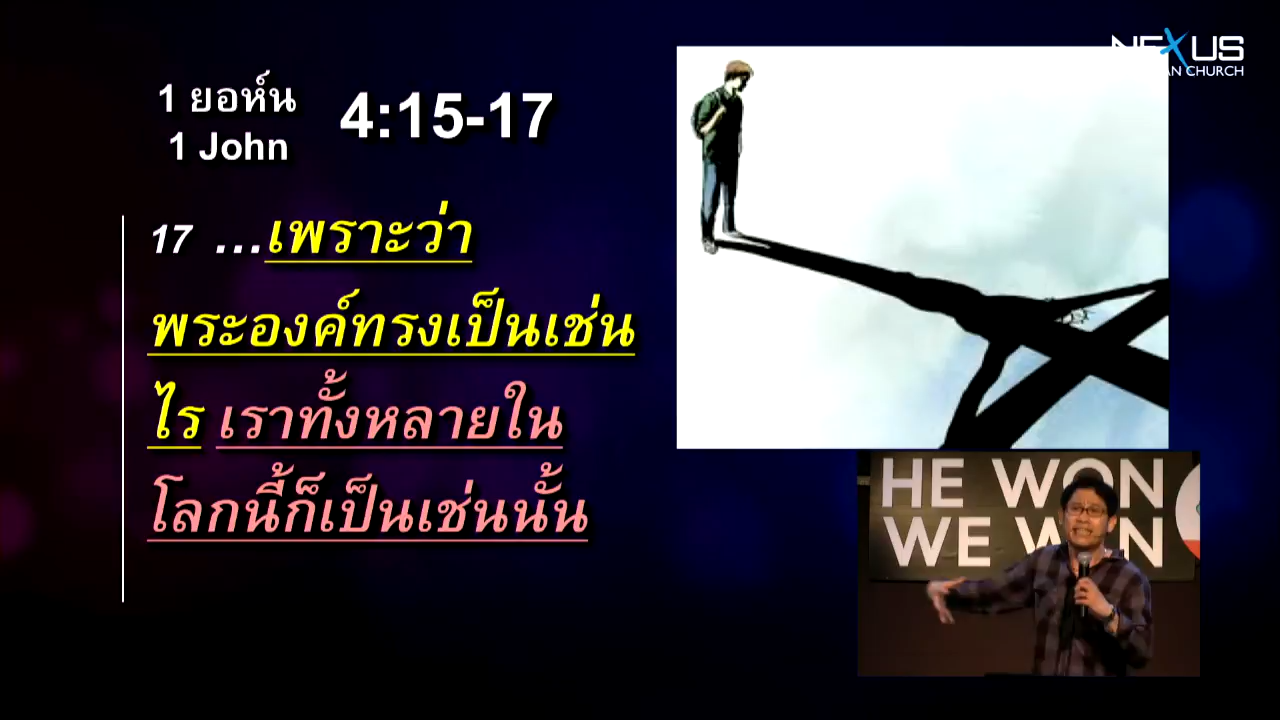 NEXUS
AN CHURCH
1 ยอห์น
1 John
4:15-17
17 ...เพราะว่า
พระองค์ทรงเป็นเช่น
ไร เราทั้งหลายใน
โลกนี้ก็เป็นเช่นนั้น
HE WON
WE WON